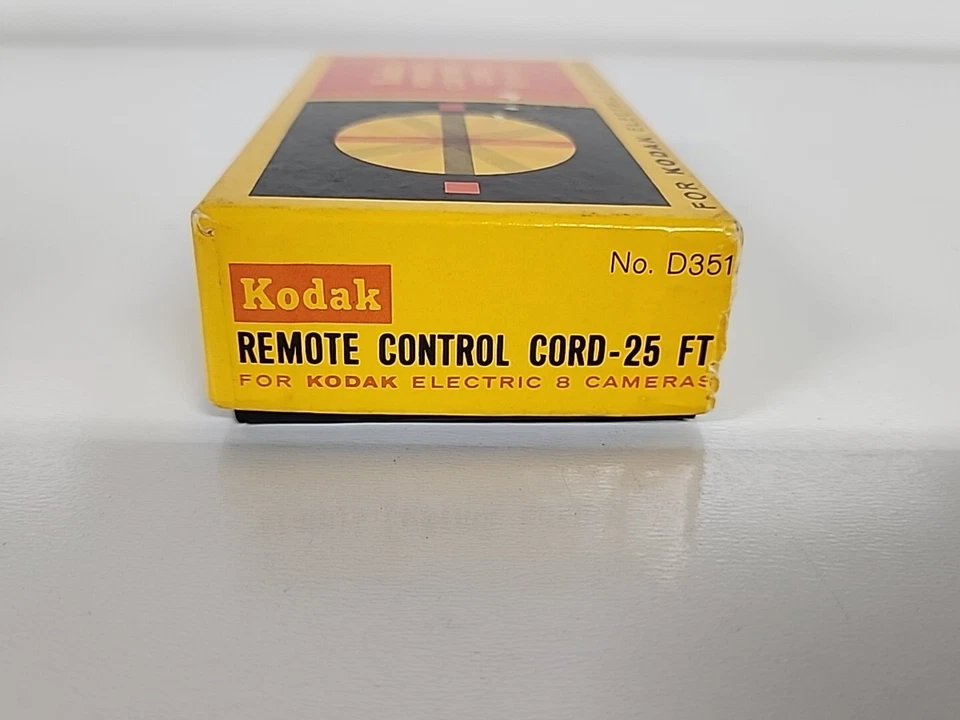 FOR KODAK
No. D351
Kodak
REMOTE CONTROL CORD-25 FT
FOR KODAK ELECTRIC 8 CAMERAS